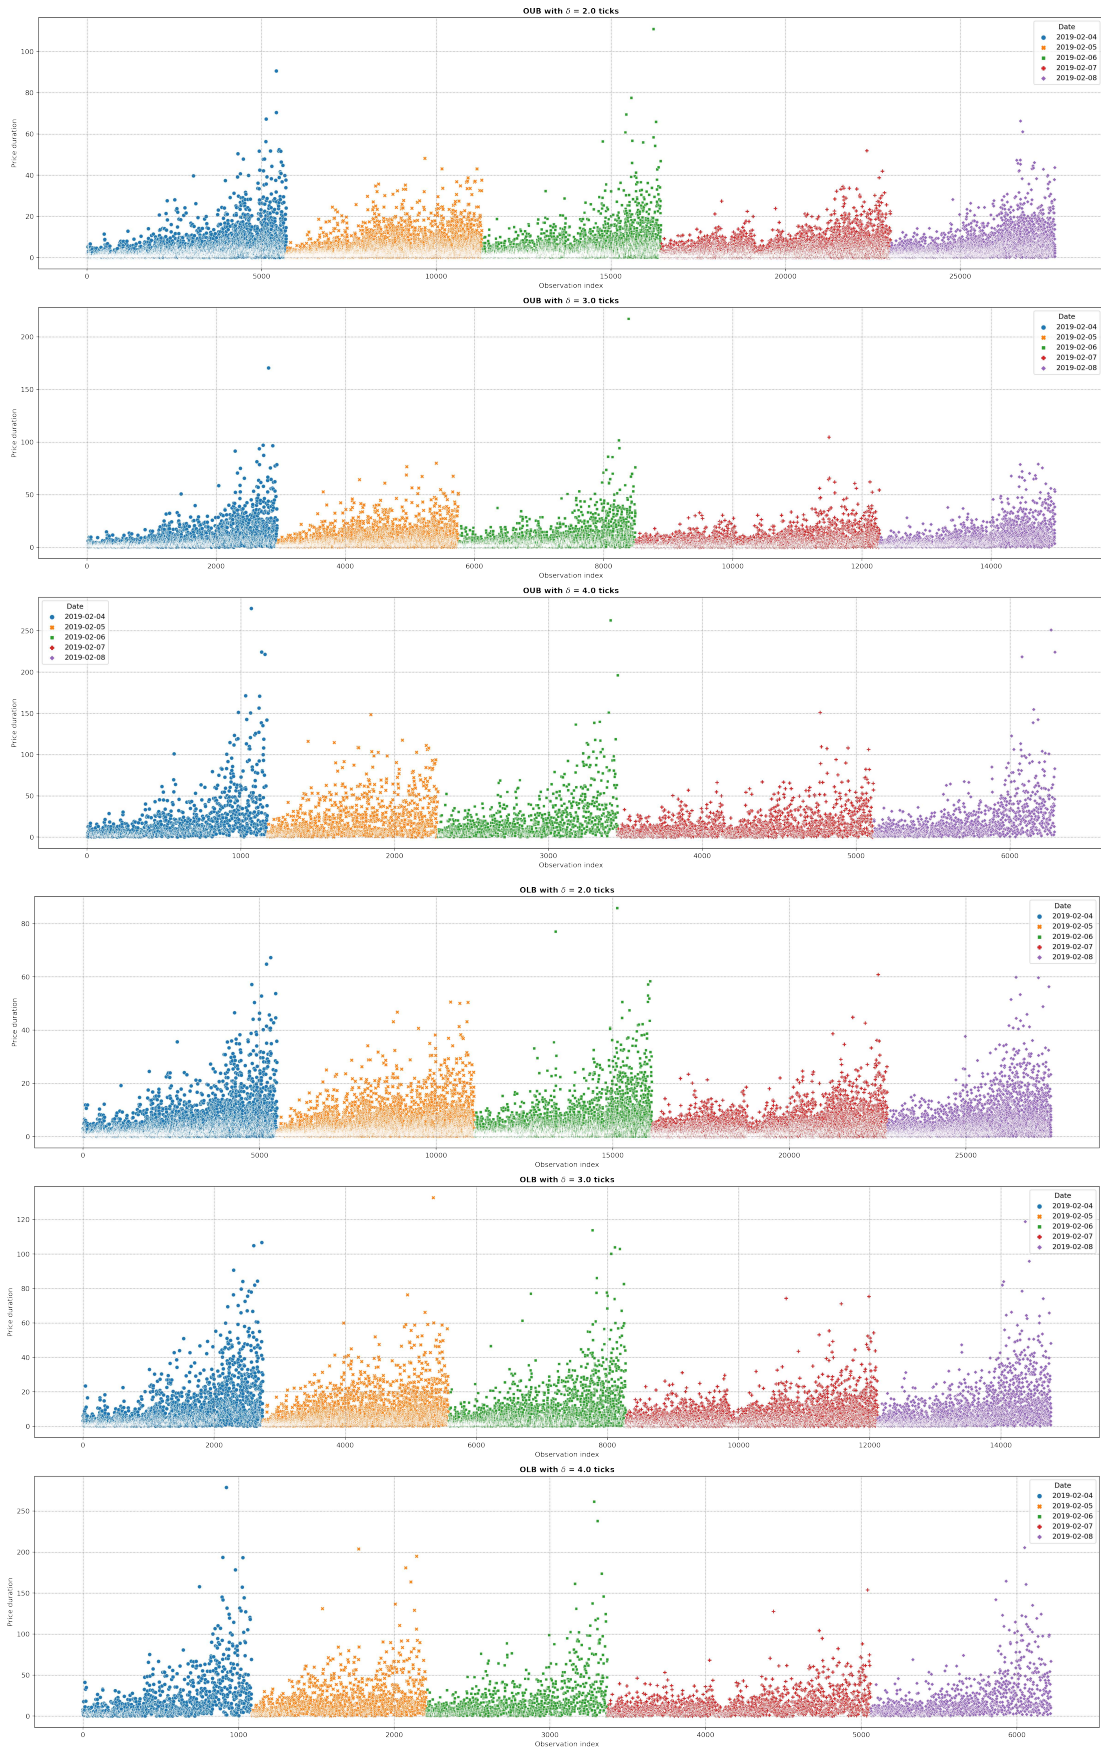 OUB with δ = 2.0 ticks
Date
2019-02-04
2019-02-05
2019-02-06
2019-02-07
2019-02-08
100
80
60
40
20
0
Price duration
0 5000 10000 15000 20000 25000
Observation index
OUB with δ = 3.0 ticks
Date
2019-02-04
2019-02-05
2019-02-06
2019-02-07
2019-02-08
200
150
100
50
0
Price duration
0 2000 4000 6000 8000 10000 12000 14000
Observation index
OUB with δ = 4.0 ticks
Date
2019-02-04
2019-02-05
2019-02-06
2019-02-07
2019-02-08
250
200
150
100
50
0
Price duration
0 1000 2000 3000 4000 5000 6000
Observation index
OLB with δ = 2.0 ticks
Date
2019-02-04
2019-02-05
2019-02-06
2019-02-07
2019-02-08
80
60
40
20
0
Price duration
0 5000 10000 15000 20000 25000
Observation index
OLB with δ = 3.0 ticks
Date
2019-02-04
2019-02-05
2019-02-06
2019-02-07
2019-02-08
120
100
80
60
40
20
0
Price duration
0 2000 4000 6000 8000 10000 12000 14000
Observation index
OLB with δ = 4.0 ticks
Date
2019-02-04
2019-02-05
2019-02-06
2019-02-07
2019-02-08
250
200
150
100
50
0
Price duration
0 1000 2000 3000 4000 5000 6000
Observation index